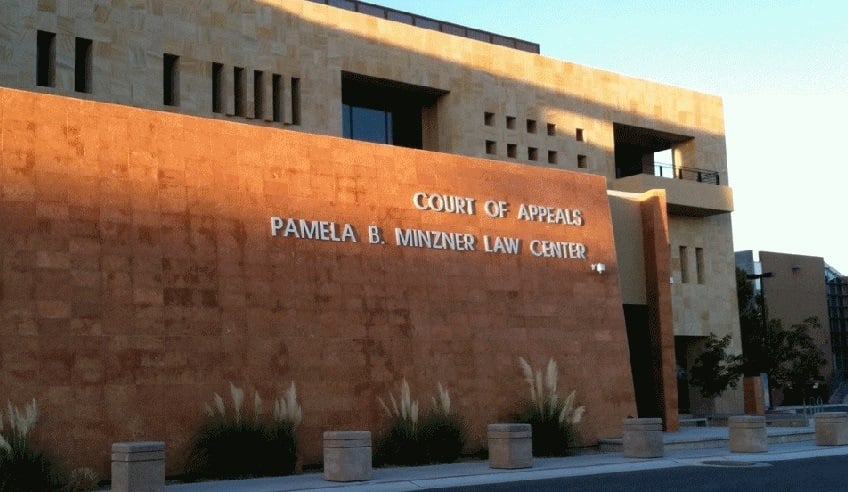 COURT OF APPEALS
PAMELA B. MINZNER LAW CENTER